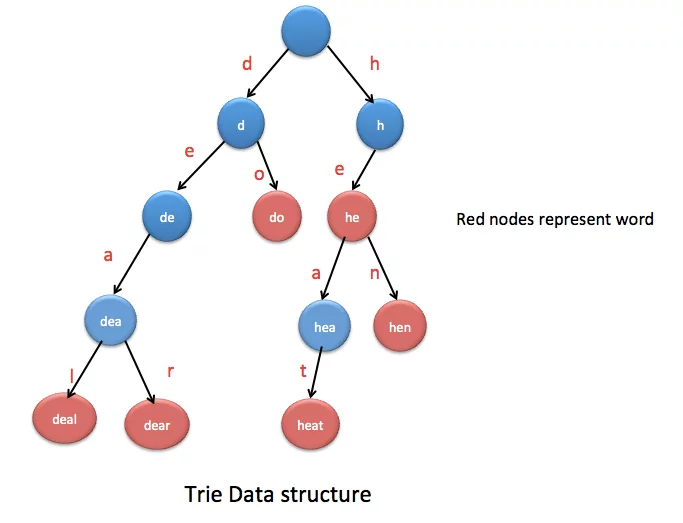 d h
d h
e o e
de do he Red nodes represent word
a a n
dea hea hen
l r t
deal dear heat
Trie Data structure